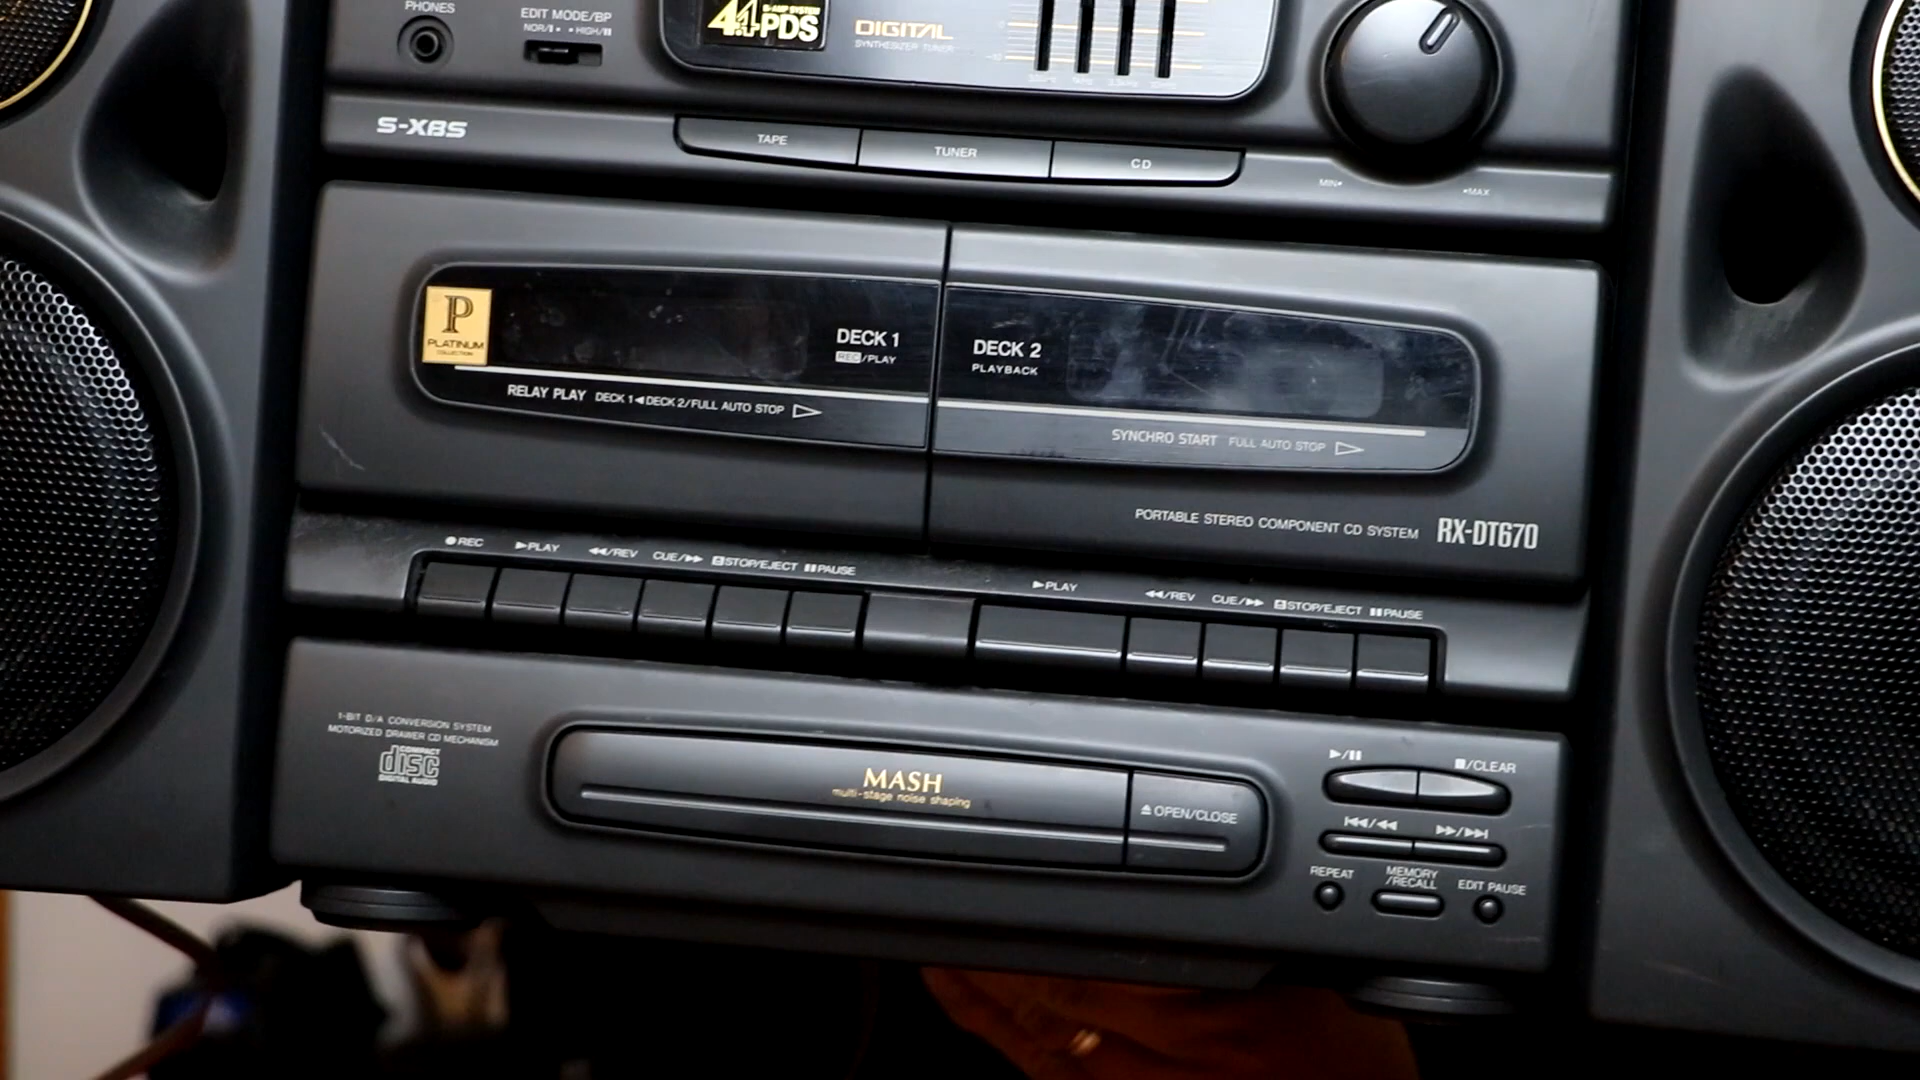 PHONES
EDIT MODE/BP
NOR/I • • HIGH/II
4.1 PDS
DIGITAL
SYNTHESIZER TUNER
S-XBS
TAPE
TUNER
CD
MIN•
•MAX
P
PLATINUM
COLLECTION
DECK 1
REC/PLAY
RELAY PLAY DECK 1◀DECK 2/FULL AUTO STOP ▷
DECK 2
PLAYBACK
SYNCHRO START FULL AUTO STOP ▷
PORTABLE STEREO COMPONENT CD SYSTEM RX-DT670
●REC ▶PLAY ◀◀/REV CUE/▶▶ STOP/EJECT ❚❚PAUSE
▶PLAY ◀◀/REV CUE/▶▶ STOP/EJECT ❚❚PAUSE
1-BIT D/A CONVERSION SYSTEM
MOTORIZED DRAWER CD MECHANISM
COMPACT
disc
DIGITAL AUDIO
MASH
multi-stage noise shaping
⏏OPEN/CLOSE
▶/❚❚
■/CLEAR
I◀◀/◀◀
▶▶/▶▶I
REPEAT
MEMORY
/RECALL
EDIT PAUSE